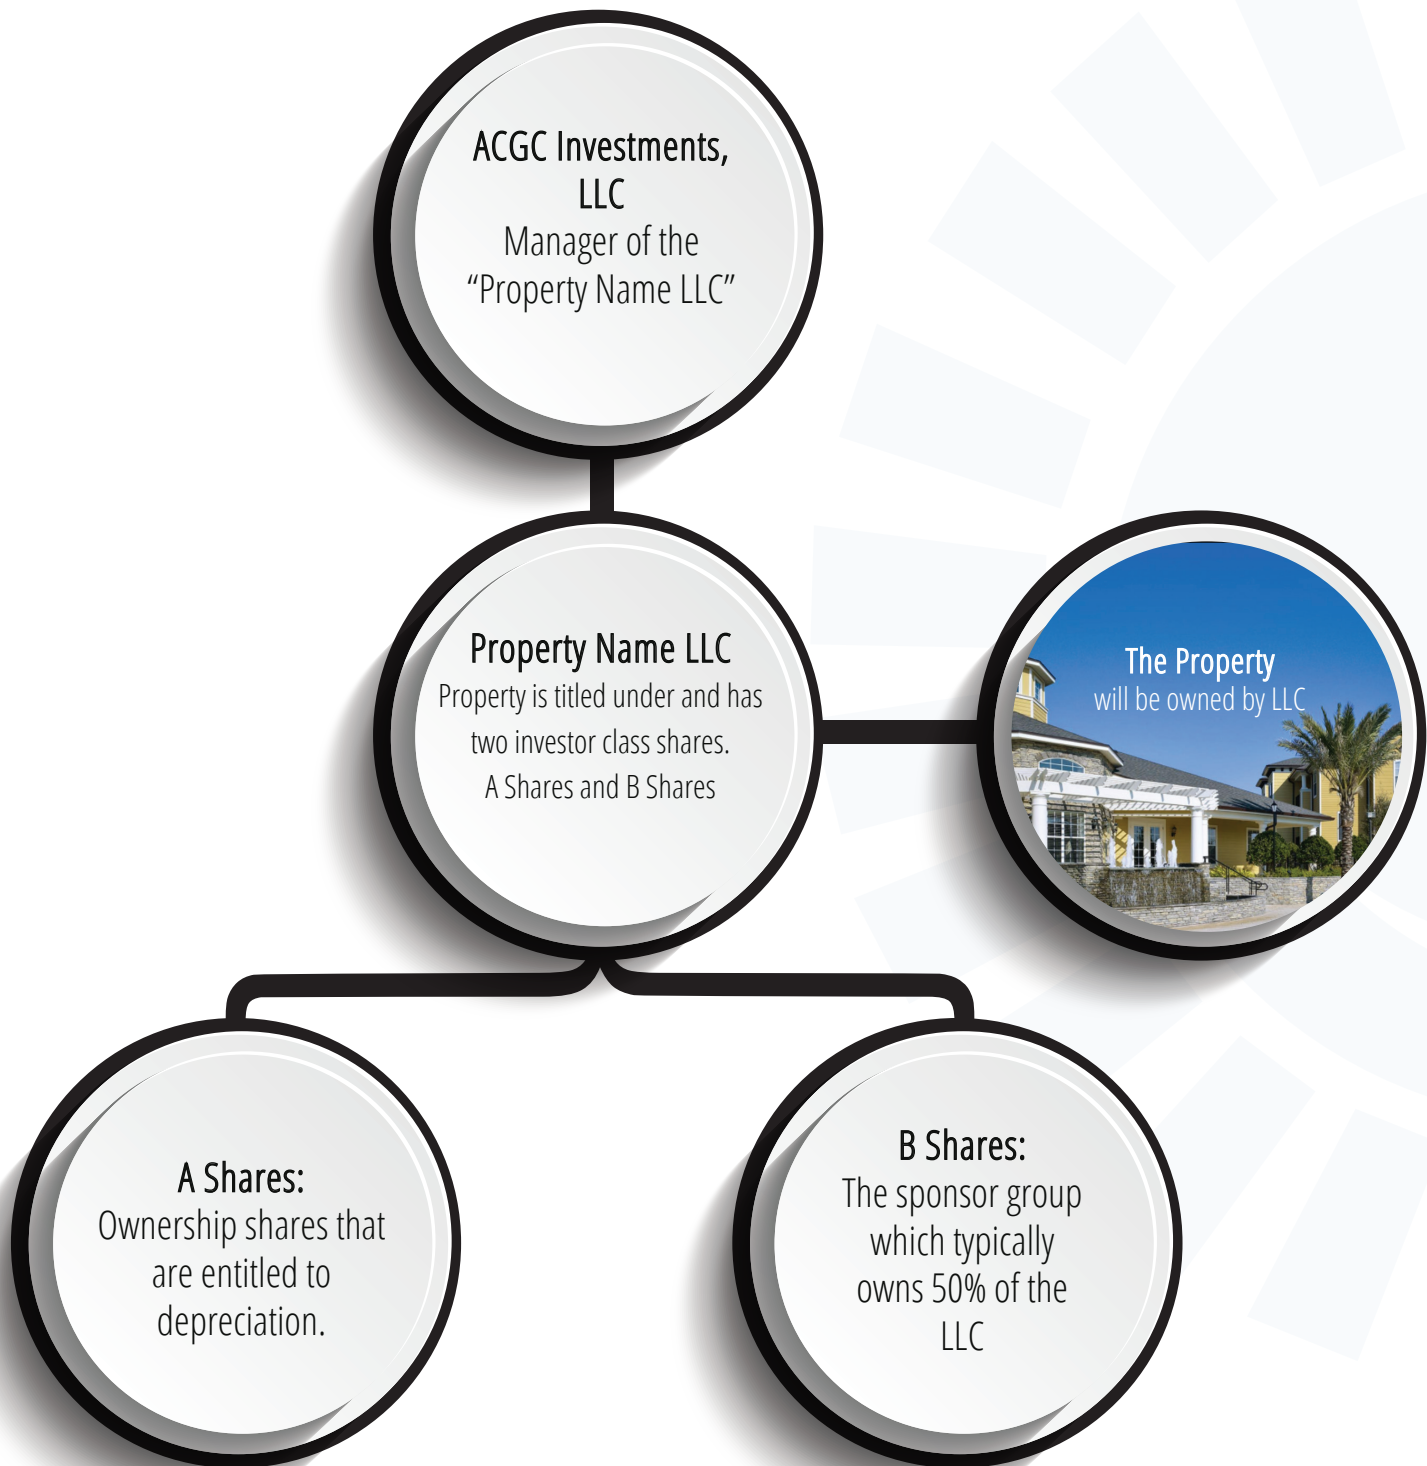 ACGC Investments,
LLC
Manager of the
“Property Name LLC”
Property Name LLC
Property is titled under and has
two investor class shares.
A Shares and B Shares
The Property
will be owned by LLC
A Shares:
Ownership shares that
are entitled to
depreciation.
B Shares:
The sponsor group
which typically
owns 50% of the
LLC